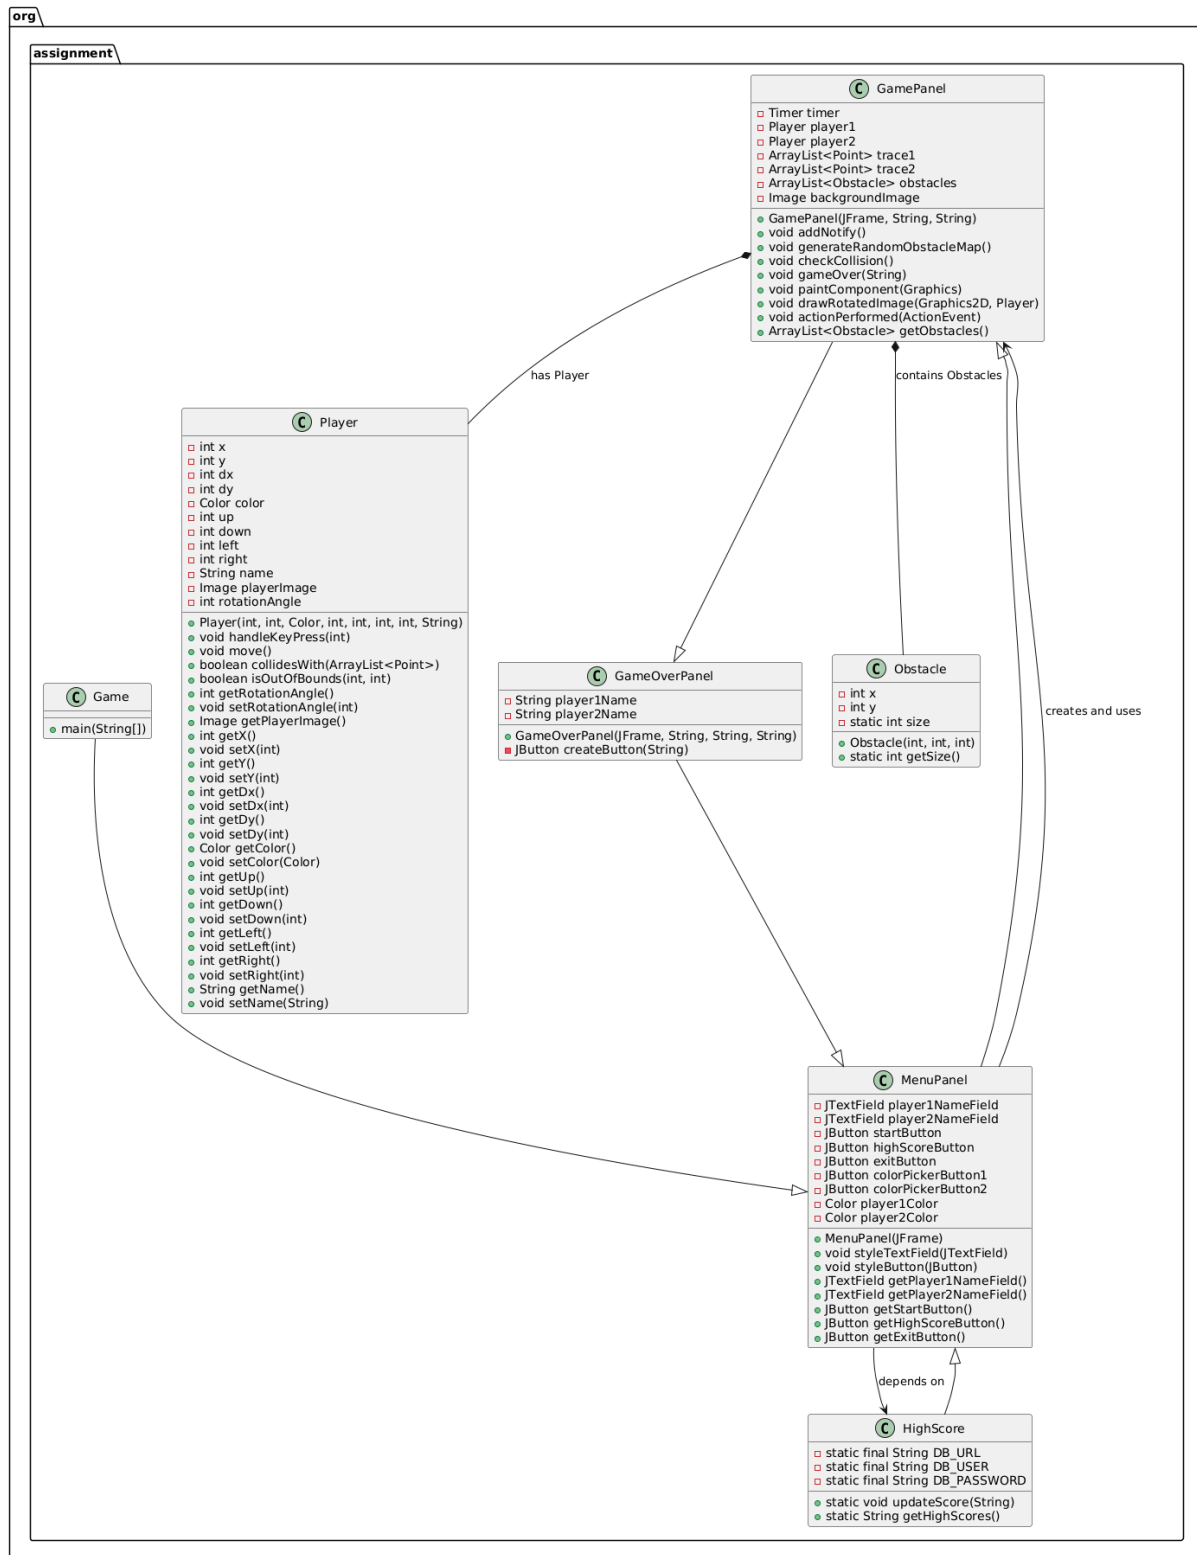 org
assignment
C GamePanel
Timer timer
Player player1
Player player2
ArrayList<Point> trace1
ArrayList<Point> trace2
ArrayList<Obstacle> obstacles
Image backgroundImage
GamePanel(JFrame, String, String)
void addNotify()
void generateRandomObstacleMap()
void checkCollision()
void gameOver(String)
void paintComponent(Graphics)
void drawRotatedImage(Graphics2D, Player)
void actionPerformed(ActionEvent)
ArrayList<Obstacle> getObstacles()
has Player
contains Obstacles
C Player
int x
int y
int dx
int dy
Color color
int up
int down
int left
int right
String name
Image playerImage
int rotationAngle
Player(int, int, Color, int, int, int, int, String)
void handleKeyPress(int)
void move()
boolean collidesWith(ArrayList<Point>)
boolean isOutOfBounds(int, int)
int getRotationAngle()
void setRotationAngle(int)
Image getPlayerImage()
int getX()
void setX(int)
int getY()
void setY(int)
int getDx()
void setDx(int)
int getDy()
void setDy(int)
Color getColor()
void setColor(Color)
int getUp()
void setUp(int)
int getDown()
void setDown(int)
int getLeft()
void setLeft(int)
int getRight()
void setRight(int)
String getName()
void setName(String)
C Game
main(String[])
C GameOverPanel
String player1Name
String player2Name
GameOverPanel(JFrame, String, String, String)
JButton createButton(String)
C Obstacle
int x
int y
static int size
Obstacle(int, int, int)
static int getSize()
creates and uses
C MenuPanel
JTextField player1NameField
JTextField player2NameField
JButton startButton
JButton highScoreButton
JButton exitButton
JButton colorPickerButton1
JButton colorPickerButton2
Color player1Color
Color player2Color
MenuPanel(JFrame)
void styleTextField(JTextField)
void styleButton(JButton)
JTextField getPlayer1NameField()
JTextField getPlayer2NameField()
JButton getStartButton()
JButton getHighScoreButton()
JButton getExitButton()
depends on
C HighScore
static final String DB_URL
static final String DB_USER
static final String DB_PASSWORD
static void updateScore(String)
static String getHighScores()